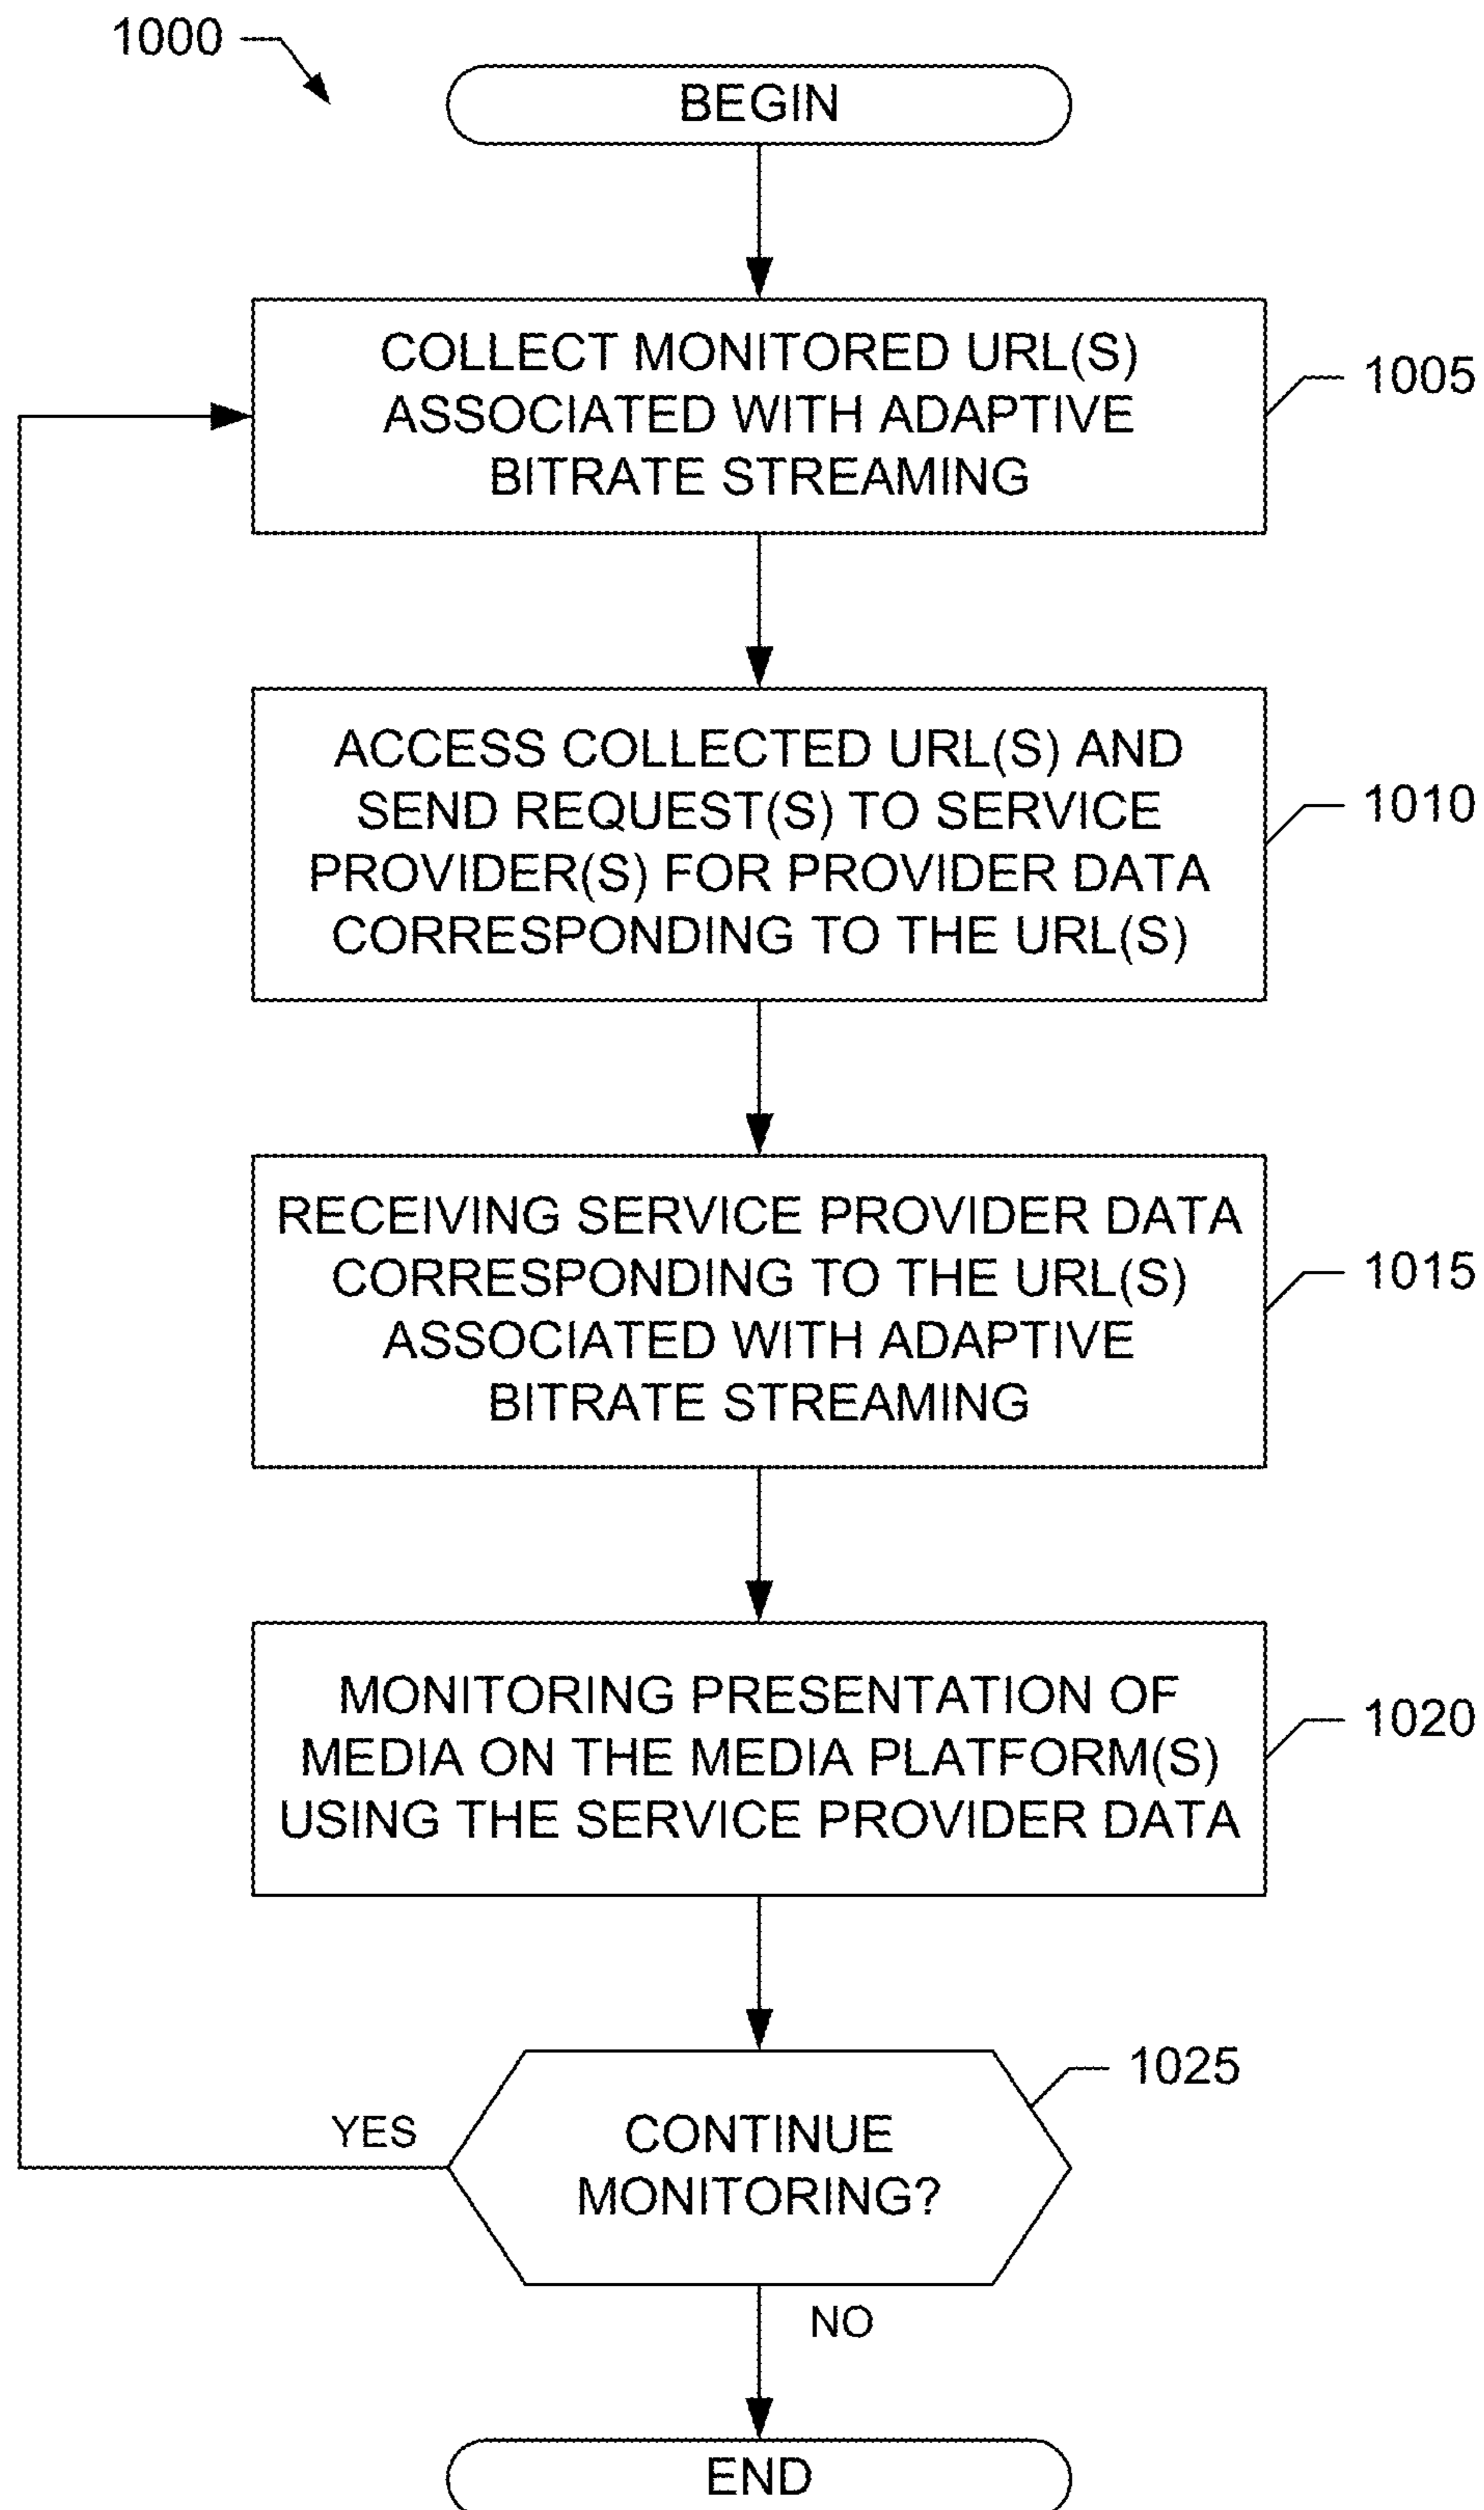 1000
BEGIN
COLLECT MONITORED URL(S)
ASSOCIATED WITH ADAPTIVE
BITRATE STREAMING
1005
ACCESS COLLECTED URL(S) AND
SEND REQUEST(S) TO SERVICE
PROVIDER(S) FOR PROVIDER DATA
CORRESPONDING TO THE URL(S)
1010
RECEIVING SERVICE PROVIDER DATA
CORRESPONDING TO THE URL(S)
ASSOCIATED WITH ADAPTIVE
BITRATE STREAMING
1015
MONITORING PRESENTATION OF
MEDIA ON THE MEDIA PLATFORM(S)
USING THE SERVICE PROVIDER DATA
1020
CONTINUE
MONITORING?
1025
YES
NO
END